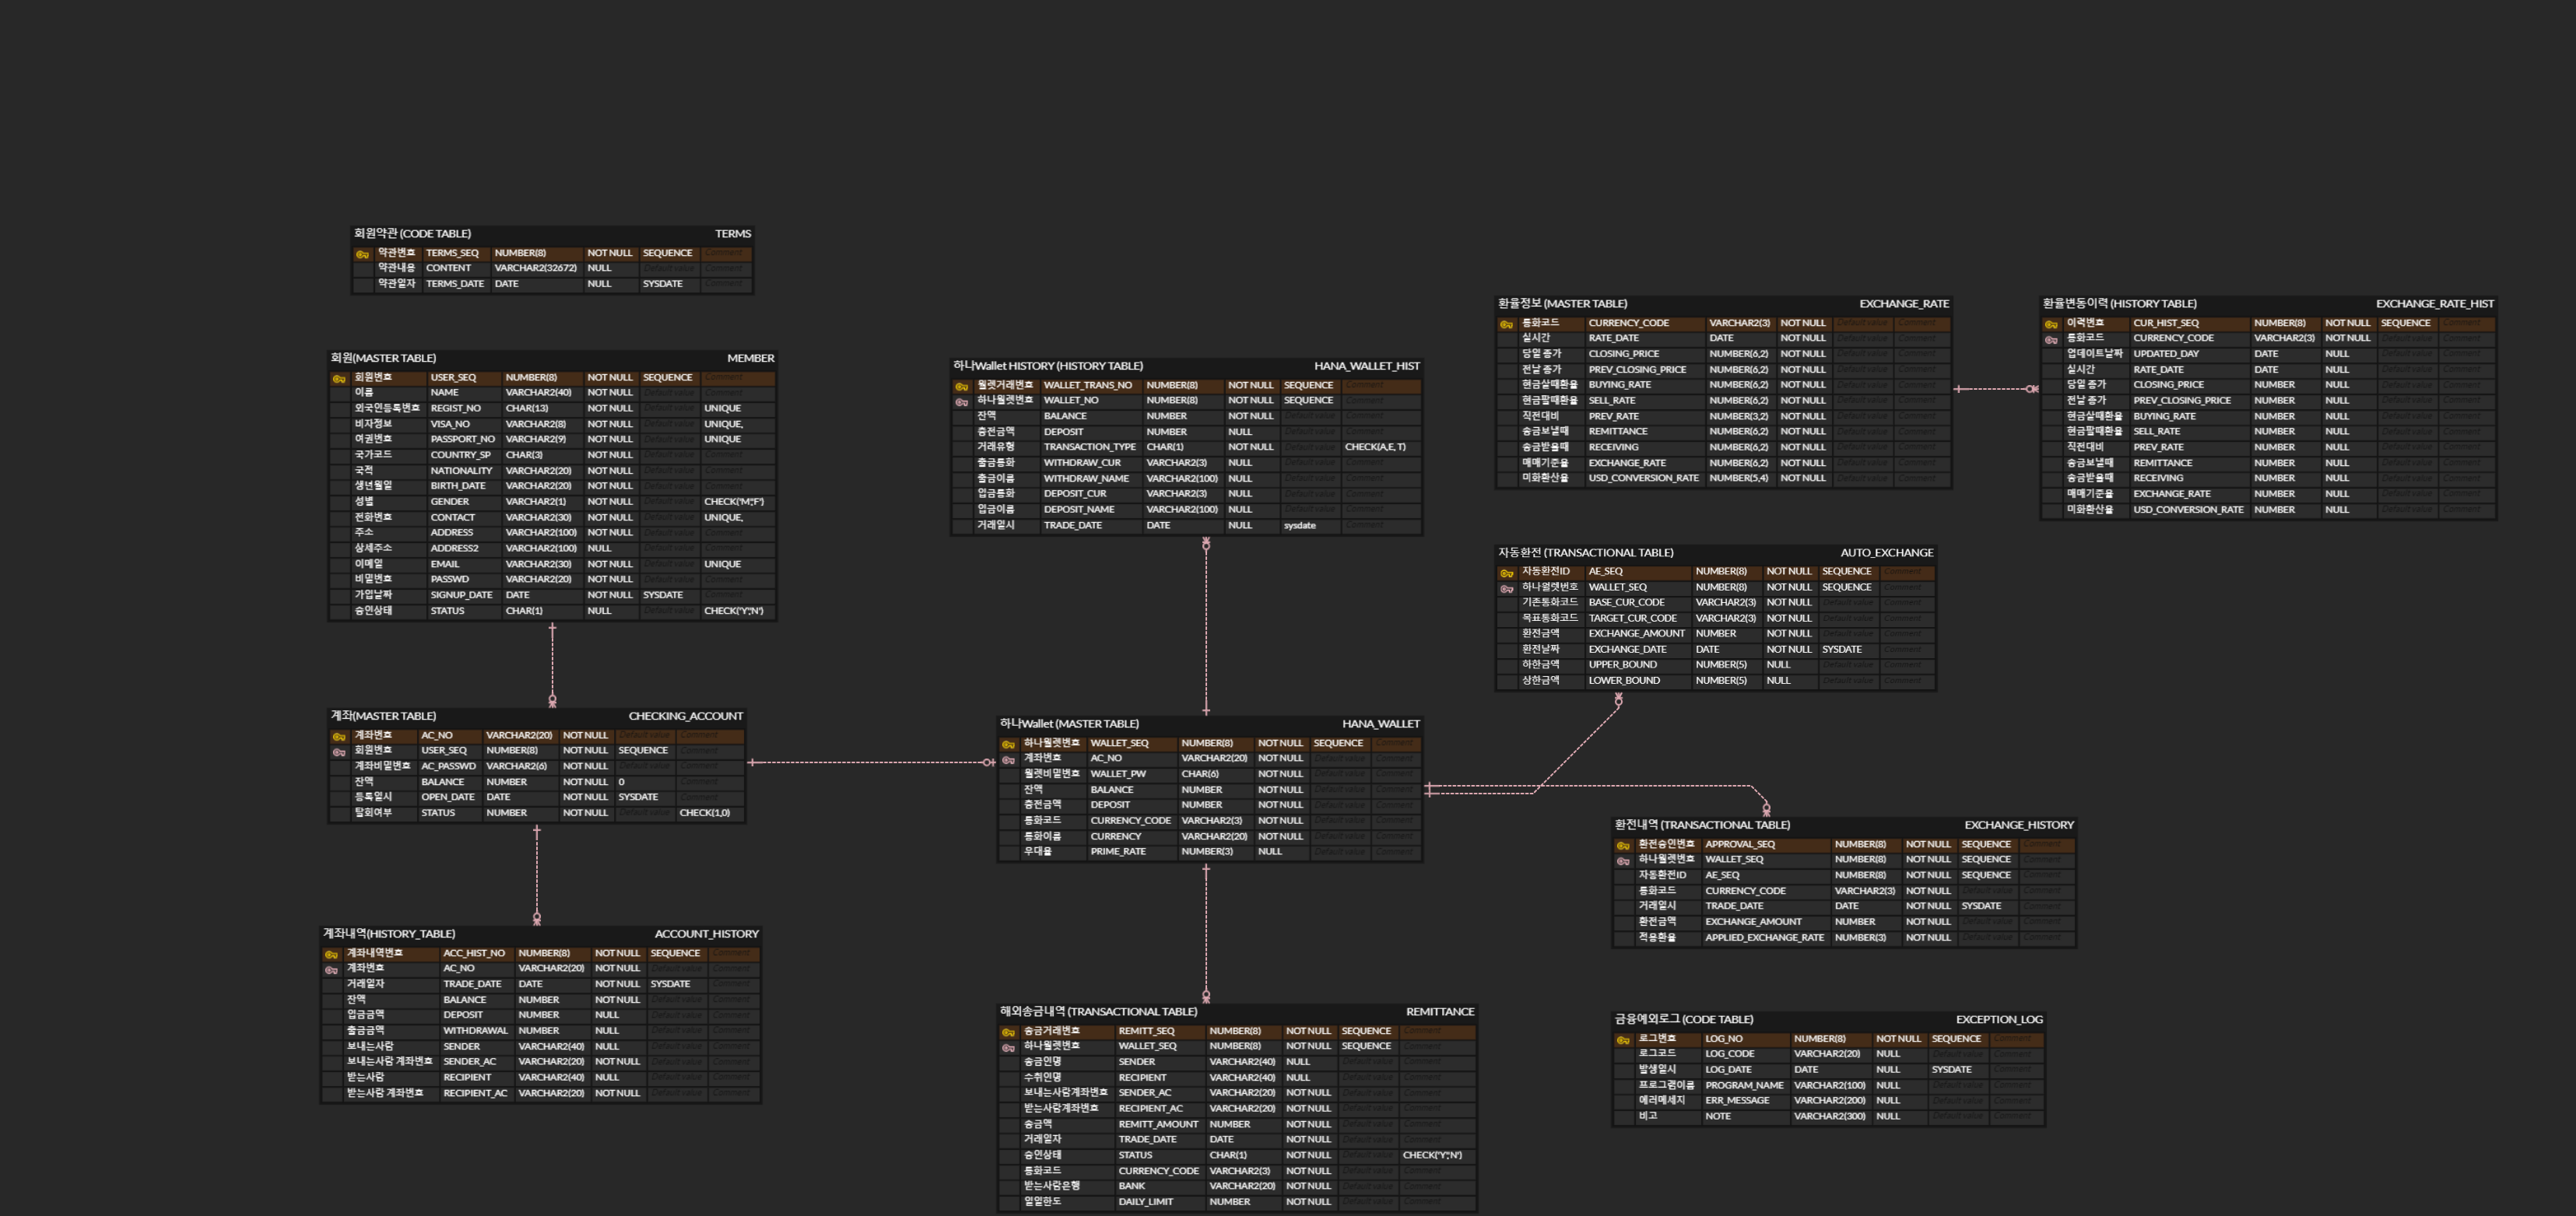 회원약관 (CODE TABLE) TERMS
약관번호 TERMS_SEQ NUMBER(8) NOT NULL SEQUENCE Comment
약관내용 CONTENT VARCHAR2(32672) NULL Default value Comment
약관일자 TERMS_DATE DATE NULL SYSDATE Comment
회원(MASTER TABLE) MEMBER
회원번호 USER_SEQ NUMBER(8) NOT NULL SEQUENCE Comment
이름 NAME VARCHAR2(40) NOT NULL Default value Comment
외국인등록번호 REGIST_NO CHAR(13) NOT NULL Default value UNIQUE
비자정보 VISA_NO VARCHAR2(8) NOT NULL Default value UNIQUE,
여권번호 PASSPORT_NO VARCHAR2(9) NOT NULL Default value UNIQUE
국가코드 COUNTRY_SP CHAR(3) NOT NULL Default value Comment
국적 NATIONALITY VARCHAR2(20) NOT NULL Default value Comment
생년월일 BIRTH_DATE VARCHAR2(20) NOT NULL Default value Comment
성별 GENDER VARCHAR2(1) NOT NULL Default value CHECK('M','F')
전화번호 CONTACT VARCHAR2(30) NOT NULL Default value UNIQUE,
주소 ADDRESS VARCHAR2(100) NOT NULL Default value Comment
상세주소 ADDRESS2 VARCHAR2(100) NULL Default value Comment
이메일 EMAIL VARCHAR2(30) NOT NULL Default value UNIQUE
비밀번호 PASSWD VARCHAR2(20) NOT NULL Default value Comment
가입날짜 SIGNUP_DATE DATE NOT NULL SYSDATE Comment
승인상태 STATUS CHAR(1) NULL Default value CHECK('Y','N')
계좌(MASTER TABLE) CHECKING_ACCOUNT
계좌번호 AC_NO VARCHAR2(20) NOT NULL Default value Comment
회원번호 USER_SEQ NUMBER(8) NOT NULL SEQUENCE Comment
계좌비밀번호 AC_PASSWD VARCHAR2(6) NOT NULL Default value Comment
잔액 BALANCE NUMBER NOT NULL 0 Comment
등록일시 OPEN_DATE DATE NOT NULL SYSDATE Comment
탈회여부 STATUS NUMBER NOT NULL Default value CHECK(1,0)
계좌내역(HISTORY_TABLE) ACCOUNT_HISTORY
계좌내역번호 ACC_HIST_NO NUMBER(8) NOT NULL SEQUENCE Comment
계좌번호 AC_NO VARCHAR2(20) NOT NULL Default value Comment
거래일자 TRADE_DATE DATE NOT NULL SYSDATE Comment
잔액 BALANCE NUMBER NOT NULL Default value Comment
입금금액 DEPOSIT NUMBER NULL Default value Comment
출금금액 WITHDRAWAL NUMBER NULL Default value Comment
보내는사람 SENDER VARCHAR2(40) NULL Default value Comment
보내는사람 계좌번호 SENDER_AC VARCHAR2(20) NOT NULL Default value Comment
받는사람 RECIPIENT VARCHAR2(40) NULL Default value Comment
받는사람 계좌번호 RECIPIENT_AC VARCHAR2(20) NOT NULL Default value Comment
하나Wallet HISTORY (HISTORY TABLE) HANA_WALLET_HIST
월렛거래번호 WALLET_TRANS_NO NUMBER(8) NOT NULL SEQUENCE Comment
하나월렛번호 WALLET_NO NUMBER(8) NOT NULL SEQUENCE Comment
잔액 BALANCE NUMBER NOT NULL Default value Comment
충전금액 DEPOSIT NUMBER NULL Default value Comment
거래유형 TRANSACTION_TYPE CHAR(1) NOT NULL Default value CHECK(A,E, T)
출금통화 WITHDRAW_CUR VARCHAR2(3) NULL Default value Comment
출금이름 WITHDRAW_NAME VARCHAR2(100) NULL Default value Comment
입금통화 DEPOSIT_CUR VARCHAR2(3) NULL Default value Comment
입금이름 DEPOSIT_NAME VARCHAR2(100) NULL Default value Comment
거래일시 TRADE_DATE DATE NULL sysdate Comment
하나Wallet (MASTER TABLE) HANA_WALLET
하나월렛번호 WALLET_SEQ NUMBER(8) NOT NULL SEQUENCE Comment
계좌번호 AC_NO VARCHAR2(20) NOT NULL Default value Comment
월렛비밀번호 WALLET_PW CHAR(6) NOT NULL Default value Comment
잔액 BALANCE NUMBER NOT NULL Default value Comment
충전금액 DEPOSIT NUMBER NOT NULL Default value Comment
통화코드 CURRENCY_CODE VARCHAR2(3) NOT NULL Default value Comment
통화이름 CURRENCY VARCHAR2(20) NOT NULL Default value Comment
우대율 PRIME_RATE NUMBER(3) NULL Default value Comment
해외송금내역 (TRANSACTIONAL TABLE) REMITTANCE
송금거래번호 REMITT_SEQ NUMBER(8) NOT NULL SEQUENCE Comment
하나월렛번호 WALLET_SEQ NUMBER(8) NOT NULL SEQUENCE Comment
송금인명 SENDER VARCHAR2(40) NULL Default value Comment
수취인명 RECIPIENT VARCHAR2(40) NULL Default value Comment
보내는사람계좌번호 SENDER_AC VARCHAR2(20) NOT NULL Default value Comment
받는사람계좌번호 RECIPIENT_AC VARCHAR2(20) NOT NULL Default value Comment
송금액 REMITT_AMOUNT NUMBER NOT NULL Default value Comment
거래일자 TRADE_DATE DATE NOT NULL Default value Comment
승인상태 STATUS CHAR(1) NOT NULL Default value CHECK('Y','N')
통화코드 CURRENCY_CODE VARCHAR2(3) NOT NULL Default value Comment
받는사람은행 BANK VARCHAR2(20) NOT NULL Default value Comment
일일한도 DAILY_LIMIT NUMBER NOT NULL Default value Comment
환율정보 (MASTER TABLE) EXCHANGE_RATE
통화코드 CURRENCY_CODE VARCHAR2(3) NOT NULL Default value Comment
실시간 RATE_DATE DATE NOT NULL Default value Comment
당일 종가 CLOSING_PRICE NUMBER(6,2) NOT NULL Default value Comment
전날 종가 PREV_CLOSING_PRICE NUMBER(6,2) NOT NULL Default value Comment
현금살때환율 BUYING_RATE NUMBER(6,2) NOT NULL Default value Comment
현금팔때환율 SELL_RATE NUMBER(6,2) NOT NULL Default value Comment
직전대비 PREV_RATE NUMBER(3,2) NOT NULL Default value Comment
송금보낼때 REMITTANCE NUMBER(6,2) NOT NULL Default value Comment
송금받을때 RECEIVING NUMBER(6,2) NOT NULL Default value Comment
매매기준율 EXCHANGE_RATE NUMBER(6,2) NOT NULL Default value Comment
미화환산율 USD_CONVERSION_RATE NUMBER(5,4) NOT NULL Default value Comment
환율변동이력 (HISTORY TABLE) EXCHANGE_RATE_HIST
이력번호 CUR_HIST_SEQ NUMBER(8) NOT NULL SEQUENCE Comment
통화코드 CURRENCY_CODE VARCHAR2(3) NOT NULL Default value Comment
업데이트날짜 UPDATED_DAY DATE NULL Default value Comment
실시간 RATE_DATE DATE NULL Default value Comment
당일 종가 CLOSING_PRICE NUMBER NULL Default value Comment
전날 종가 PREV_CLOSING_PRICE NUMBER NULL Default value Comment
현금살때환율 BUYING_RATE NUMBER NULL Default value Comment
현금팔때환율 SELL_RATE NUMBER NULL Default value Comment
직전대비 PREV_RATE NUMBER NULL Default value Comment
송금보낼때 REMITTANCE NUMBER NULL Default value Comment
송금받을때 RECEIVING NUMBER NULL Default value Comment
매매기준율 EXCHANGE_RATE NUMBER NULL Default value Comment
미화환산율 USD_CONVERSION_RATE NUMBER NULL Default value Comment
자동환전 (TRANSACTIONAL TABLE) AUTO_EXCHANGE
자동환전ID AE_SEQ NUMBER(8) NOT NULL SEQUENCE Comment
하나월렛번호 WALLET_SEQ NUMBER(8) NOT NULL SEQUENCE Comment
기존통화코드 BASE_CUR_CODE VARCHAR2(3) NOT NULL Default value Comment
목표통화코드 TARGET_CUR_CODE VARCHAR2(3) NOT NULL Default value Comment
환전금액 EXCHANGE_AMOUNT NUMBER NOT NULL Default value Comment
환전날짜 EXCHANGE_DATE DATE NOT NULL SYSDATE Comment
하한금액 UPPER_BOUND NUMBER(5) NULL Default value Comment
상한금액 LOWER_BOUND NUMBER(5) NULL Default value Comment
환전내역 (TRANSACTIONAL TABLE) EXCHANGE_HISTORY
환전승인번호 APPROVAL_SEQ NUMBER(8) NOT NULL SEQUENCE Comment
하나월렛번호 WALLET_SEQ NUMBER(8) NOT NULL SEQUENCE Comment
자동환전ID AE_SEQ NUMBER(8) NOT NULL SEQUENCE Comment
통화코드 CURRENCY_CODE VARCHAR2(3) NOT NULL Default value Comment
거래일시 TRADE_DATE DATE NOT NULL SYSDATE Comment
환전금액 EXCHANGE_AMOUNT NUMBER NOT NULL Default value Comment
적용환율 APPLIED_EXCHANGE_RATE NUMBER(3) NOT NULL Default value Comment
금융예외로그 (CODE TABLE) EXCEPTION_LOG
로그번호 LOG_NO NUMBER(8) NOT NULL SEQUENCE Comment
로그코드 LOG_CODE VARCHAR2(20) NULL Default value Comment
발생일시 LOG_DATE DATE NULL SYSDATE Comment
프로그램이름 PROGRAM_NAME VARCHAR2(100) NULL Default value Comment
에러메세지 ERR_MESSAGE VARCHAR2(200) NULL Default value Comment
비고 NOTE VARCHAR2(300) NULL Default value Comment